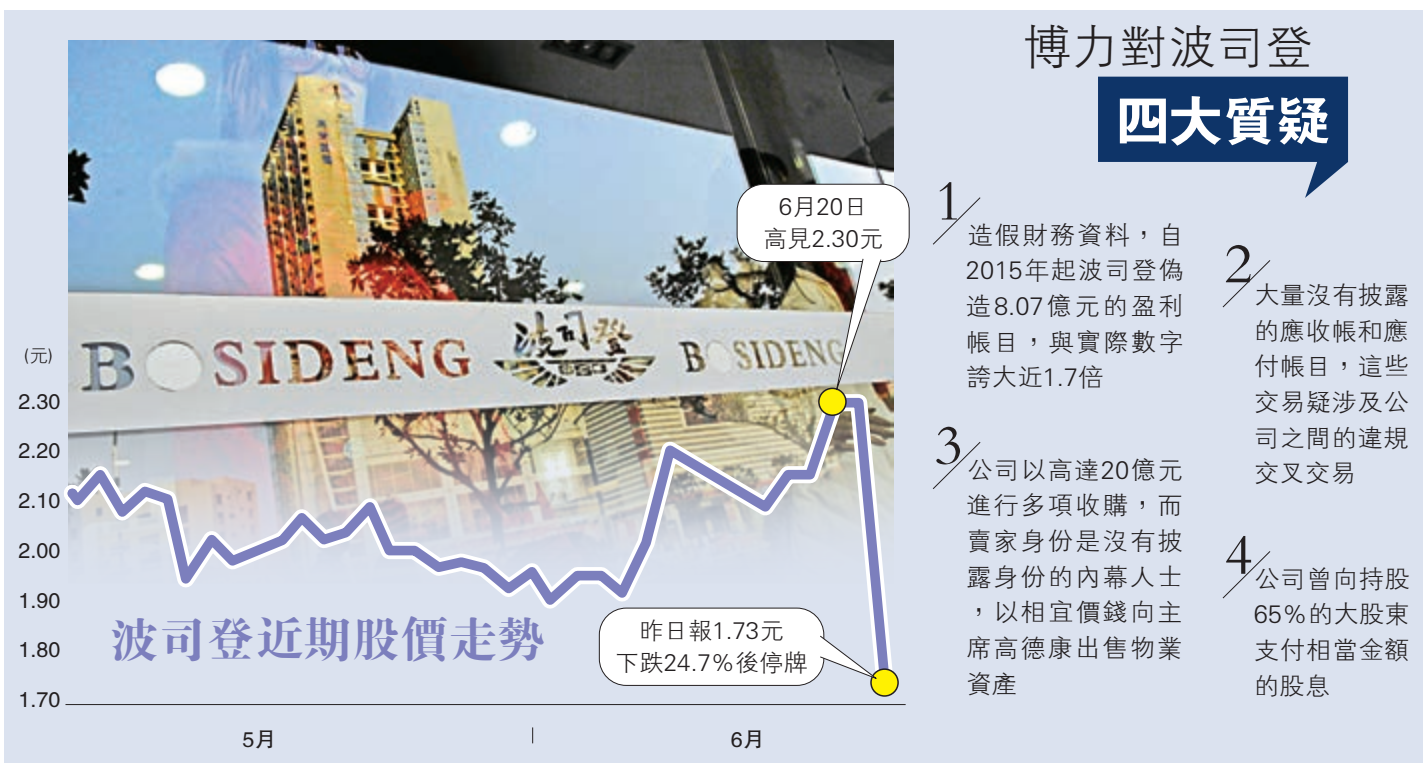 博力對波司登
四大質疑
1
造假財務資料，自
2015年起波司登偽
造8.07億元的盈利
帳目，與實際數字
誇大近1.7倍
2
大量沒有披露
的應收帳和應
付帳目，這些
交易疑涉及公
司之間的違規
交叉交易
3
公司以高達20億元
進行多項收購，而
賣家身份是沒有披
露身份的內幕人士
，以相宜價錢向主
席高德康出售物業
資產
4
公司曾向持股
65%的大股東
支付相當金額
的股息
6月20日
高見2.30元
BOSIDENG
波司登
BSD
BOSIDENG
(元)
2.30
2.20
2.10
2.00
1.90
1.80
1.70
波司登近期股價走勢
昨日報1.73元
下跌24.7%後停牌
5月
6月